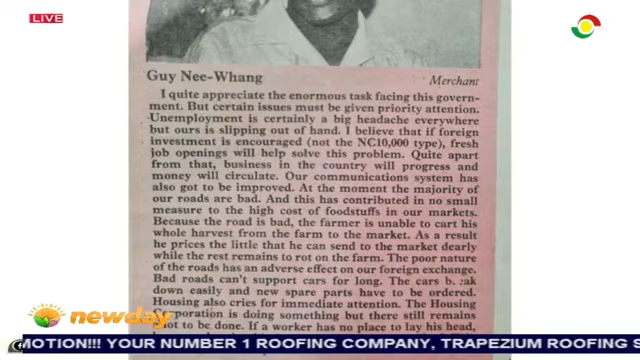 LIVE
Guy Nee-Whang
Merchant
I quite appreciate the enormous task facing this govern-
ment. But certain issues must be given priority attention.
Unemployment is certainly a big headache everywhere
but ours is slipping out of hand. I believe that if foreign
investment is encouraged (not the NC10,000 type), fresh
job openings will help solve this problem. Quite apart
from that, business in the country will progress and
money will circulate. Our communications system has
also got to be improved. At the moment the majority of
our roads are bad. And this has contributed in no small
measure to the high cost of foodstuffs in our markets.
Because the road is bad, the farmer is unable to cart his
whole harvest from the farm to the market. As a result
he prices the little that he can send to the market dearly
while the rest remains to rot on the farm. The poor nature
of the roads has an adverse effect on our foreign exchange.
Bad roads can't support cars for long. The cars
down easily and new spare parts have to be ordered.
Housing also cries for immediate attention. The Housing
Corporation is doing something but there still remains
lot to be done. If a worker has no place to lay his head,
newday
MOTION!!! YOUR NUMBER 1 ROOFING COMPANY, TRAPEZIUM ROOFING S